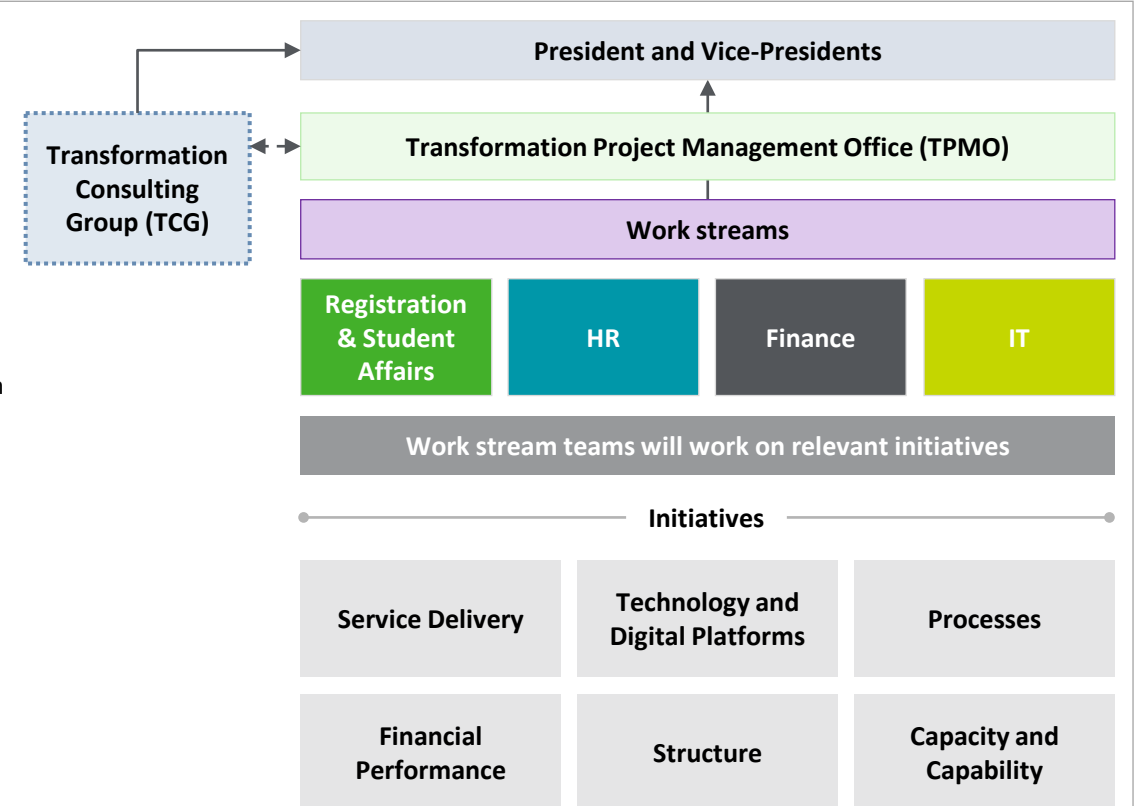 President and Vice-Presidents
Transformation
Consulting
Group (TCG)
Transformation Project Management Office (TPMO)
Work streams
Registration
& Student
Affairs
HR
Finance
IT
Work stream teams will work on relevant initiatives
Initiatives
Service Delivery
Technology and
Digital Platforms
Processes
Financial
Performance
Structure
Capacity and
Capability